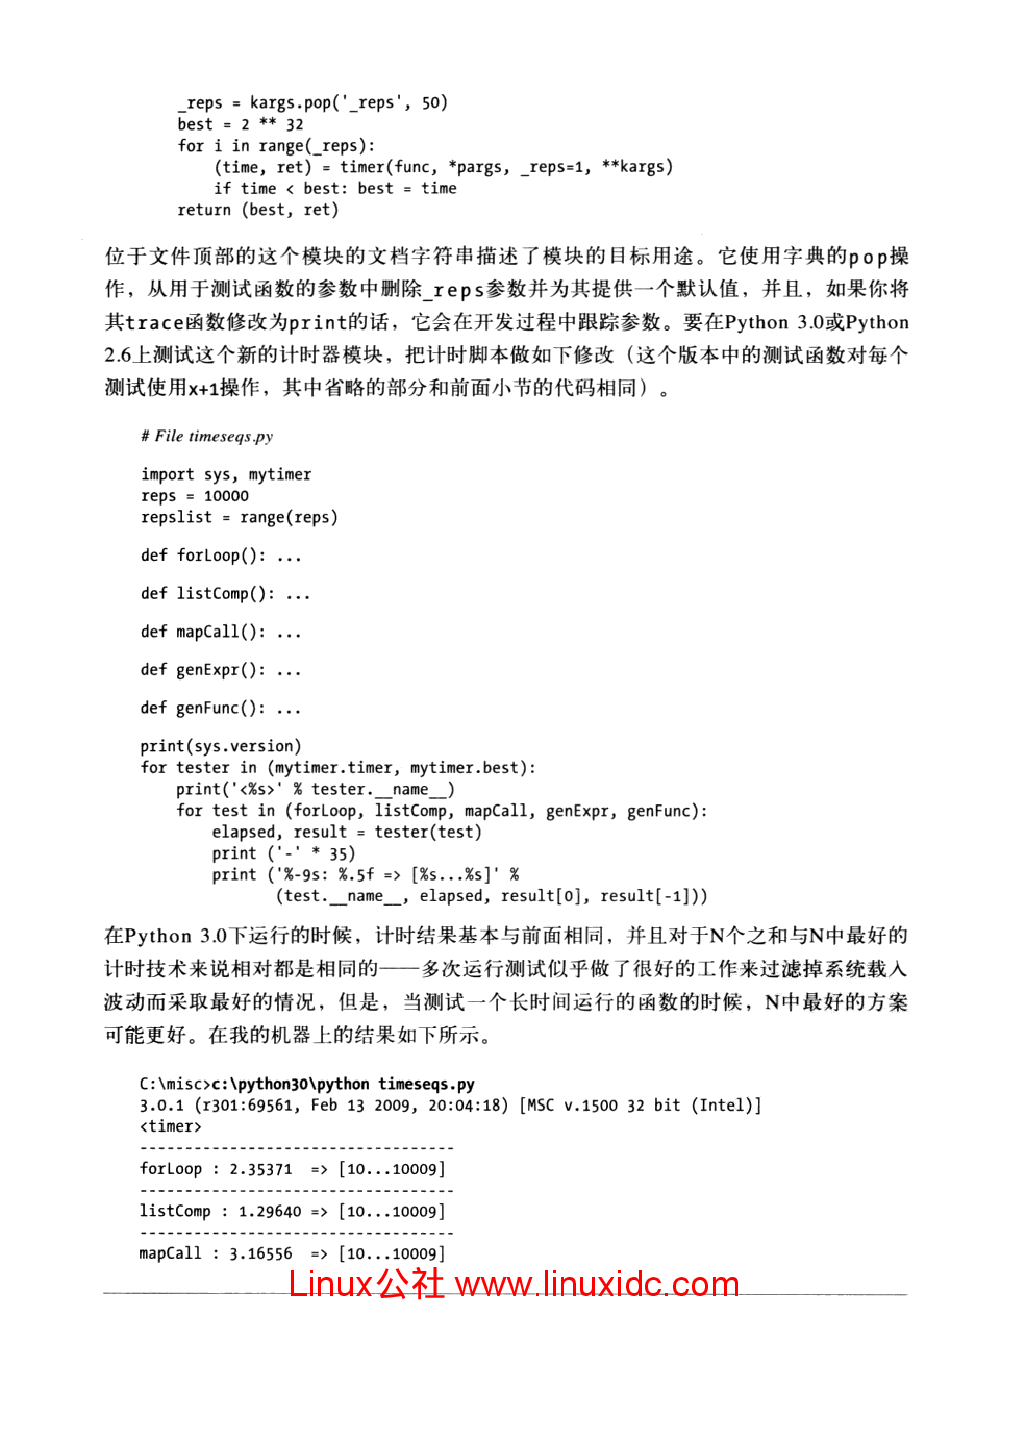 _reps = kargs.pop('_reps', 50)
best = 2 ** 32
for i in range(_reps):
    (time, ret) = timer(func, *pargs, _reps=1, **kargs)
    if time < best: best = time
return (best, ret)
位于文件顶部的这个模块的文档字符串描述了模块的目标用途。它使用字典的pop操
作，从用于测试函数的参数中删除_reps参数并为其提供一个默认值，并且，如果你将
其trace函数修改为print的话，它会在开发过程中跟踪参数。要在Python 3.0或Python
2.6上测试这个新的计时器模块，把计时脚本做如下修改（这个版本中的测试函数对每个
测试使用x+1操作，其中省略的部分和前面小节的代码相同）。
# File timeseqs.py
import sys, mytimer
reps = 10000
repslist = range(reps)
def forLoop(): ...
def listComp(): ...
def mapCall(): ...
def genExpr(): ...
def genFunc(): ...
print(sys.version)
for tester in (mytimer.timer, mytimer.best):
    print('<%s>' % tester.__name__)
    for test in (forLoop, listComp, mapCall, genExpr, genFunc):
        elapsed, result = tester(test)
        print ('-' * 35)
        print ('%-9s: %.5f => [%s...%s]' %
               (test.__name__, elapsed, result[0], result[-1]))
在Python 3.0下运行的时候，计时结果基本与前面相同，并且对于N个之和与N中最好的
计时技术来说相对都是相同的——多次运行测试似乎做了很好的工作来过滤掉系统载入
波动而采取最好的情况，但是，当测试一个长时间运行的函数的时候，N中最好的方案
可能更好。在我的机器上的结果如下所示。
C:\misc>c:\python30\python timeseqs.py
3.0.1 (r301:69561, Feb 13 2009, 20:04:18) [MSC v.1500 32 bit (Intel)]
<timer>
-----------------------------------
forLoop : 2.35371  => [10...10009]
-----------------------------------
listComp : 1.29640 => [10...10009]
-----------------------------------
mapCall : 3.16556  => [10...10009]
Linux公社 www.linuxidc.com